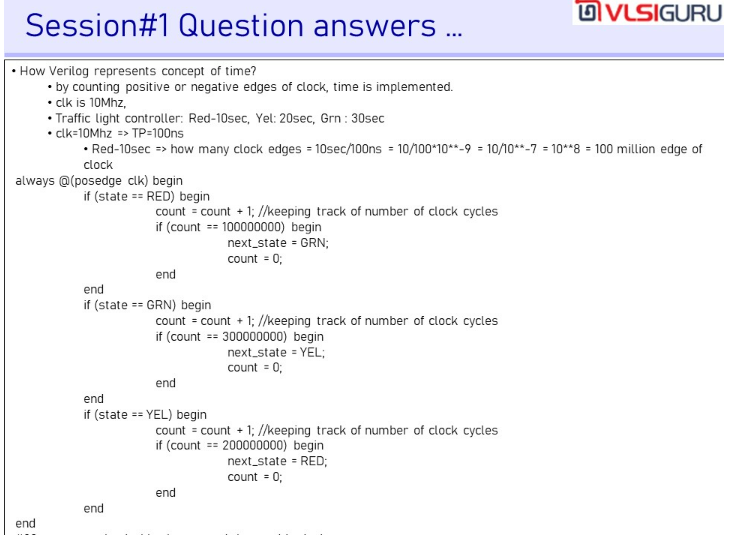 Session#1 Question answers ...
VLSIGURU
• How Verilog represents concept of time?
• by counting positive or negative edges of clock, time is implemented.
• clk is 10Mhz,
• Traffic light controller: Red-10sec, Yel: 20sec, Grn : 30sec
• clk=10Mhz => TP=100ns
• Red-10sec => how many clock edges = 10sec/100ns = 10/100*10**-9 = 10/10**-7 = 10**8 = 100 million edge of
clock
always @(posedge clk) begin
if (state == RED) begin
count = count + 1; //keeping track of number of clock cycles
if (count == 100000000) begin
next_state = GRN;
count = 0;
end
end
if (state == GRN) begin
count = count + 1; //keeping track of number of clock cycles
if (count == 300000000) begin
next_state = YEL;
count = 0;
end
end
if (state == YEL) begin
count = count + 1; //keeping track of number of clock cycles
if (count == 200000000) begin
next_state = RED;
count = 0;
end
end
end